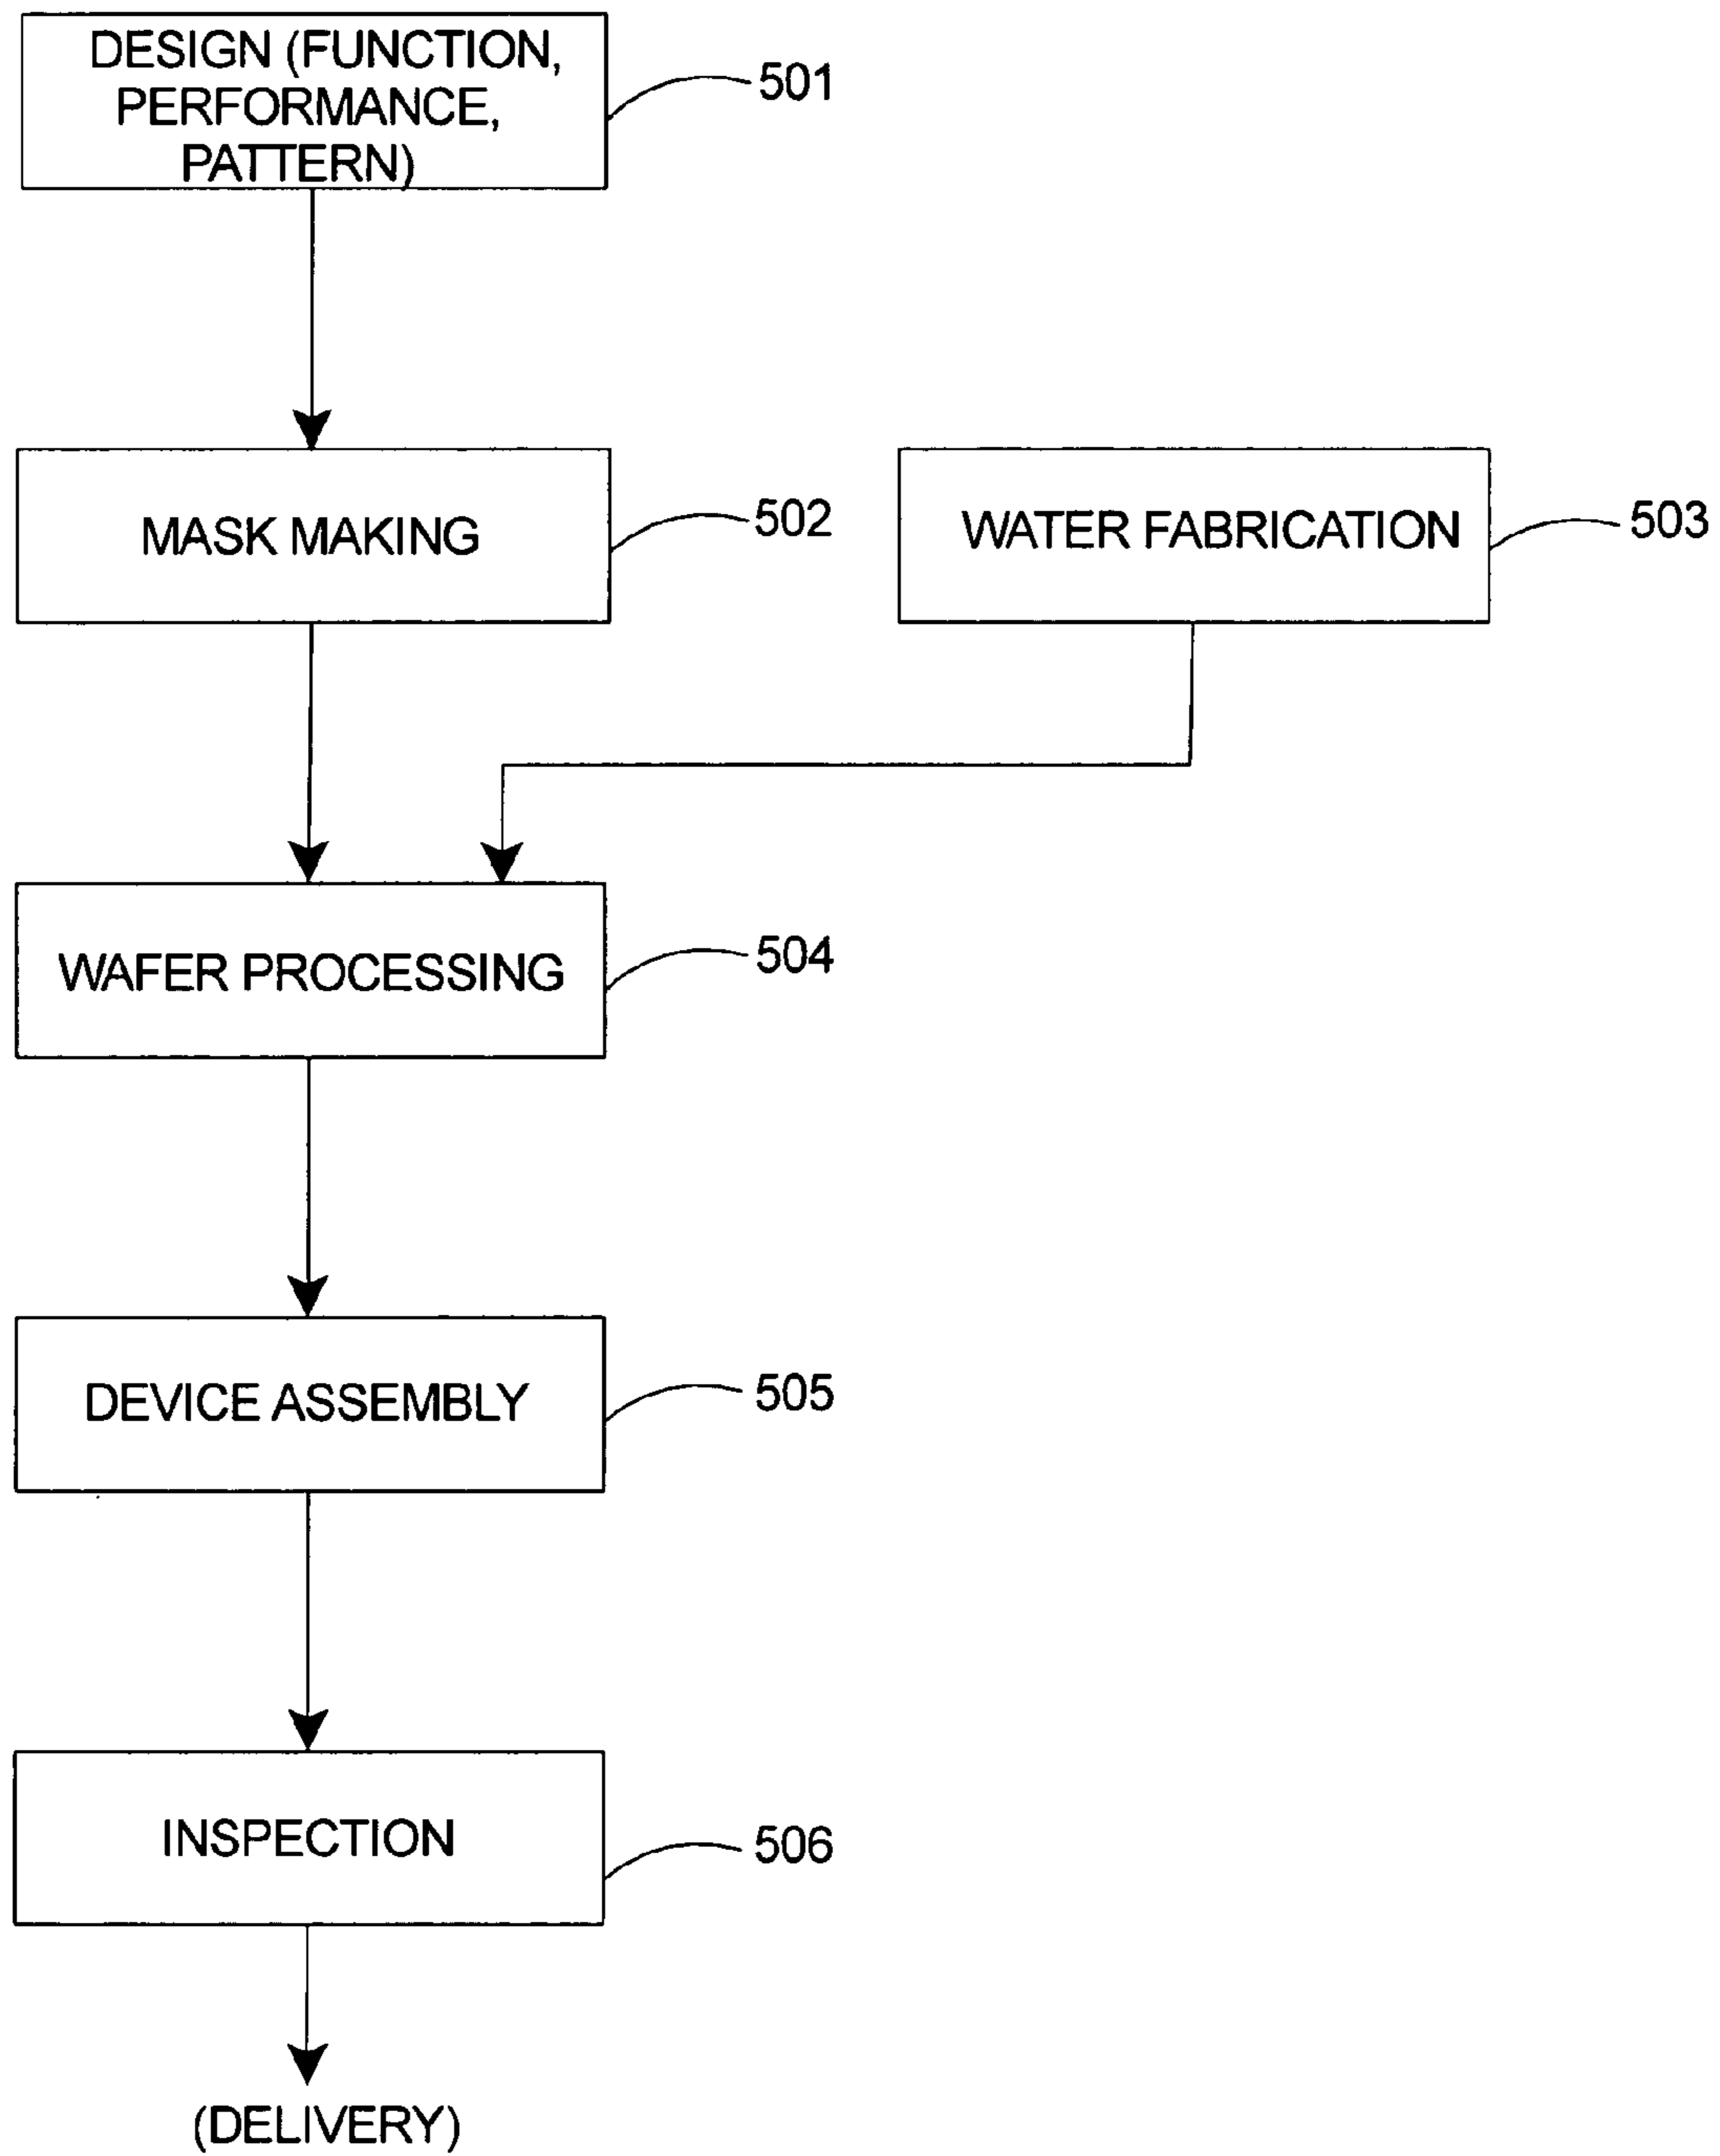 DESIGN (FUNCTION,
PERFORMANCE,
PATTERN)
501
MASK MAKING
502
WATER FABRICATION
503
WAFER PROCESSING
504
DEVICE ASSEMBLY
505
INSPECTION
506
(DELIVERY)